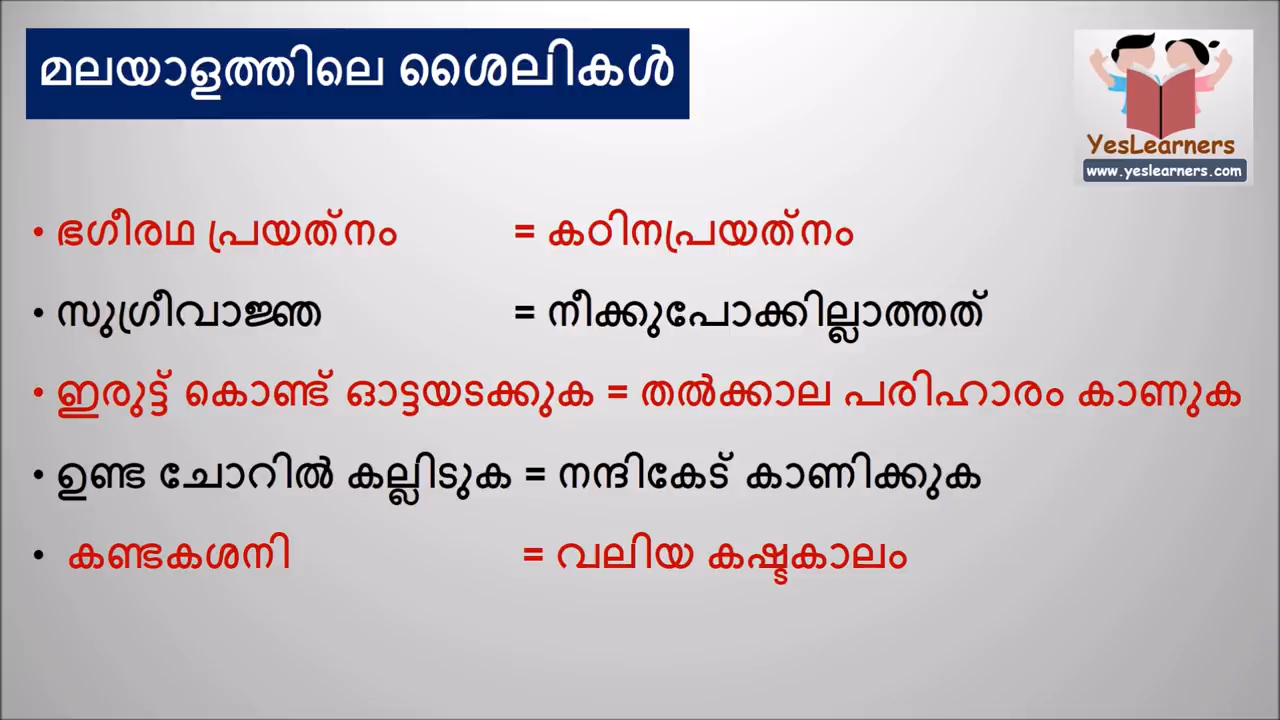 മലയാളത്തിലെ ശൈലികൾ
YesLearners
www.yeslearners.com
• ഭഗീരഥ പ്രയത്‌നം = കഠിനപ്രയത്‌നം
• സുഗ്രീവാജ്ഞ = നീക്കുപോക്കില്ലാത്തത്
• ഇരുട്ട് കൊണ്ട് ഓട്ടയടക്കുക = തൽക്കാല പരിഹാരം കാണുക
• ഉണ്ട ചോറിൽ കല്ലിടുക = നന്ദികേട് കാണിക്കുക
• കണ്ടകശനി = വലിയ കഷ്ടകാലം